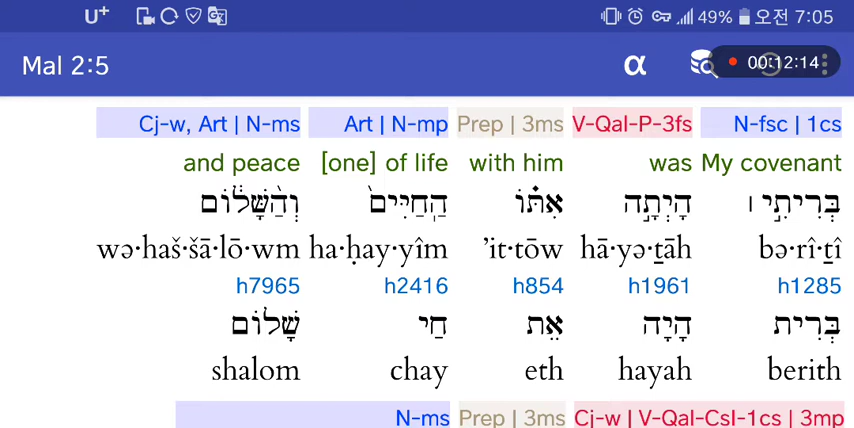 U+ 49% 오전 7:05
Mal 2:5 α 00:12:14
Cj-w, Art | N-ms Art | N-mp Prep | 3ms V-Qal-P-3fs N-fsc | 1cs
and peace [one] of life with him was My covenant
בְּרִיתִ֣י ׀ הָיְתָ֣ה אִתּ֗וֹ הַֽחַיִּים֙ וְהַ֨שָּׁל֔וֹם
wə·haš·šā·lō·wm ha·ḥay·yîm ’it·tōw hā·yə·ṯāh bə·rî·ṯî
h7965 h2416 h854 h1961 h1285
בְּרִית הָיָה אֵת חַי שָׁלוֹם
shalom chay eth hayah berith
N-ms Prep | 3ms Cj-w | V-Qal-CsI-1cs | 3mp